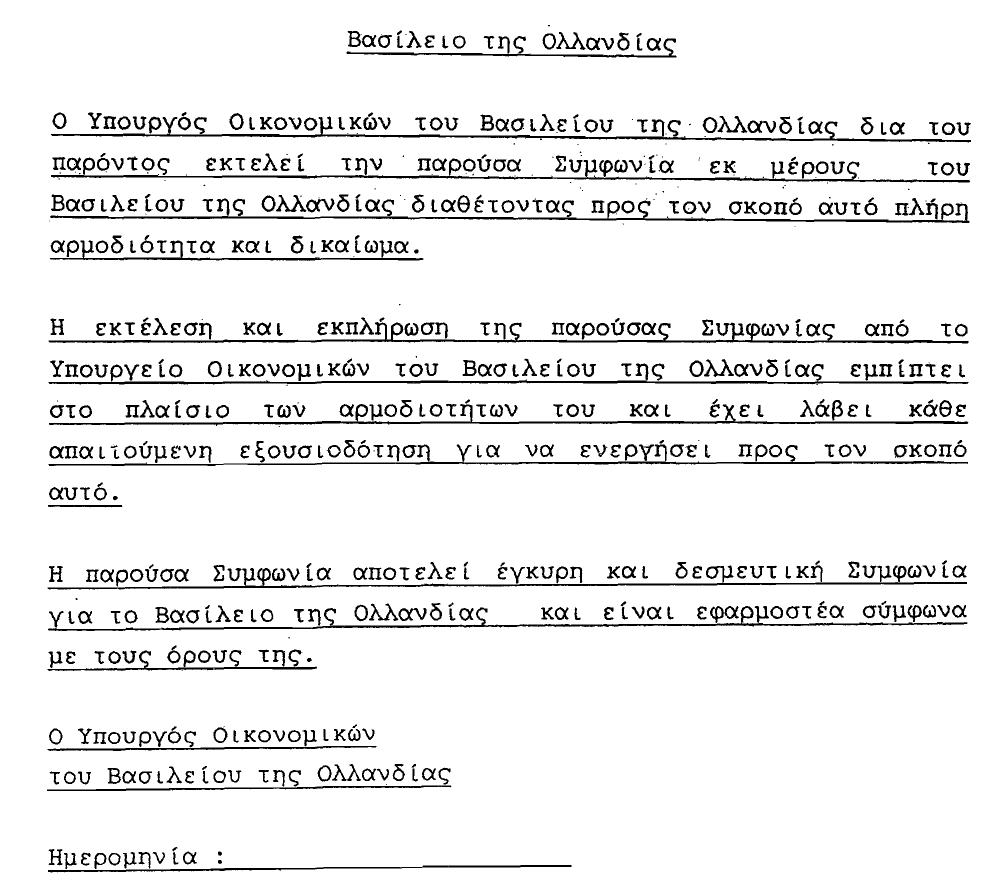 Βασίλειο της Ολλανδίας
Ο Υπουργός Οικονομικών του Βασιλείου της Ολλανδίας δια του
παρόντος εκτελεί την παρούσα Συμφωνία εκ μέρους του
Βασιλείου της Ολλανδίας διαθέτοντας προς τον σκοπό αυτό πλήρη
αρμοδιότητα και δικαίωμα.
Η εκτέλεση και εκπλήρωση της παρούσας Συμφωνίας από το
Υπουργείο Οικονομικών του Βασιλείου της Ολλανδίας εμπίπτει
στο πλαίσιο των αρμοδιοτήτων του και έχει λάβει κάθε
απαιτούμενη εξουσιοδότηση για να ενεργήσει προς τον σκοπό
αυτό.
Η παρούσα Συμφωνία αποτελεί έγκυρη και δεσμευτική Συμφωνία
για το Βασίλειο της Ολλανδίας και είναι εφαρμοστέα σύμφωνα
με τους όρους της.
Ο Υπουργός Οικονομικών
του Βασιλείου της Ολλανδίας
Ημερομηνία :